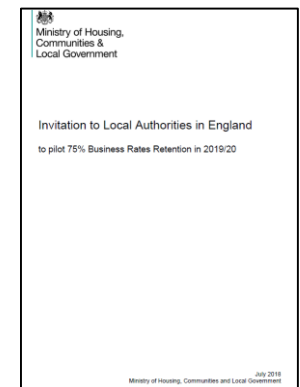 Ministry of Housing,
Communities &
Local Government
Invitation to Local Authorities in England
to pilot 75% Business Rates Retention in 2019/20
July 2018
Ministry of Housing, Communities and Local Government